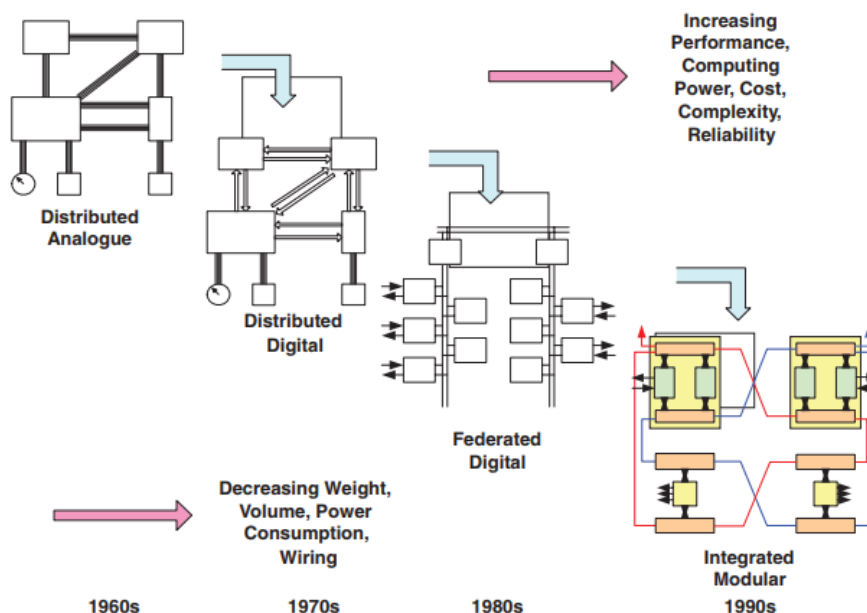 Increasing
Performance,
Computing
Power, Cost,
Complexity,
Reliability
Distributed
Analogue
Distributed
Digital
Federated
Digital
Decreasing Weight,
Volume, Power
Consumption,
Wiring
Integrated
Modular
1960s
1970s
1980s
1990s